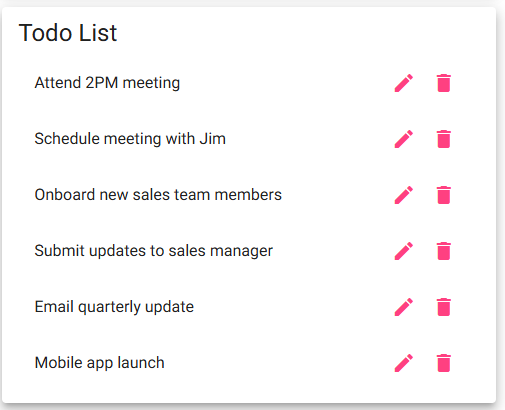 Todo List
Attend 2PM meeting
Schedule meeting with Jim
Onboard new sales team members
Submit updates to sales manager
Email quarterly update
Mobile app launch